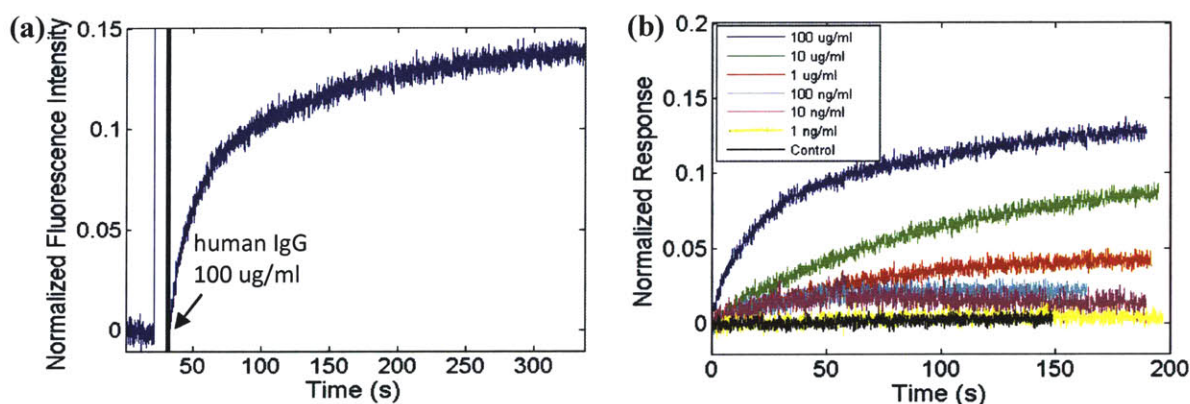 (a)
Normalized Fluorescence Intensity
0.15
0.1
0.05
0
human IgG
100 ug/ml
50 100 150 200 250 300
Time (s)
(b)
Normalized Response
0.2
0.15
0.1
0.05
0
100 ug/ml
10 ug/ml
1 ug/ml
100 ng/ml
10 ng/ml
1 ng/ml
Control
0 50 100 150 200
Time (s)